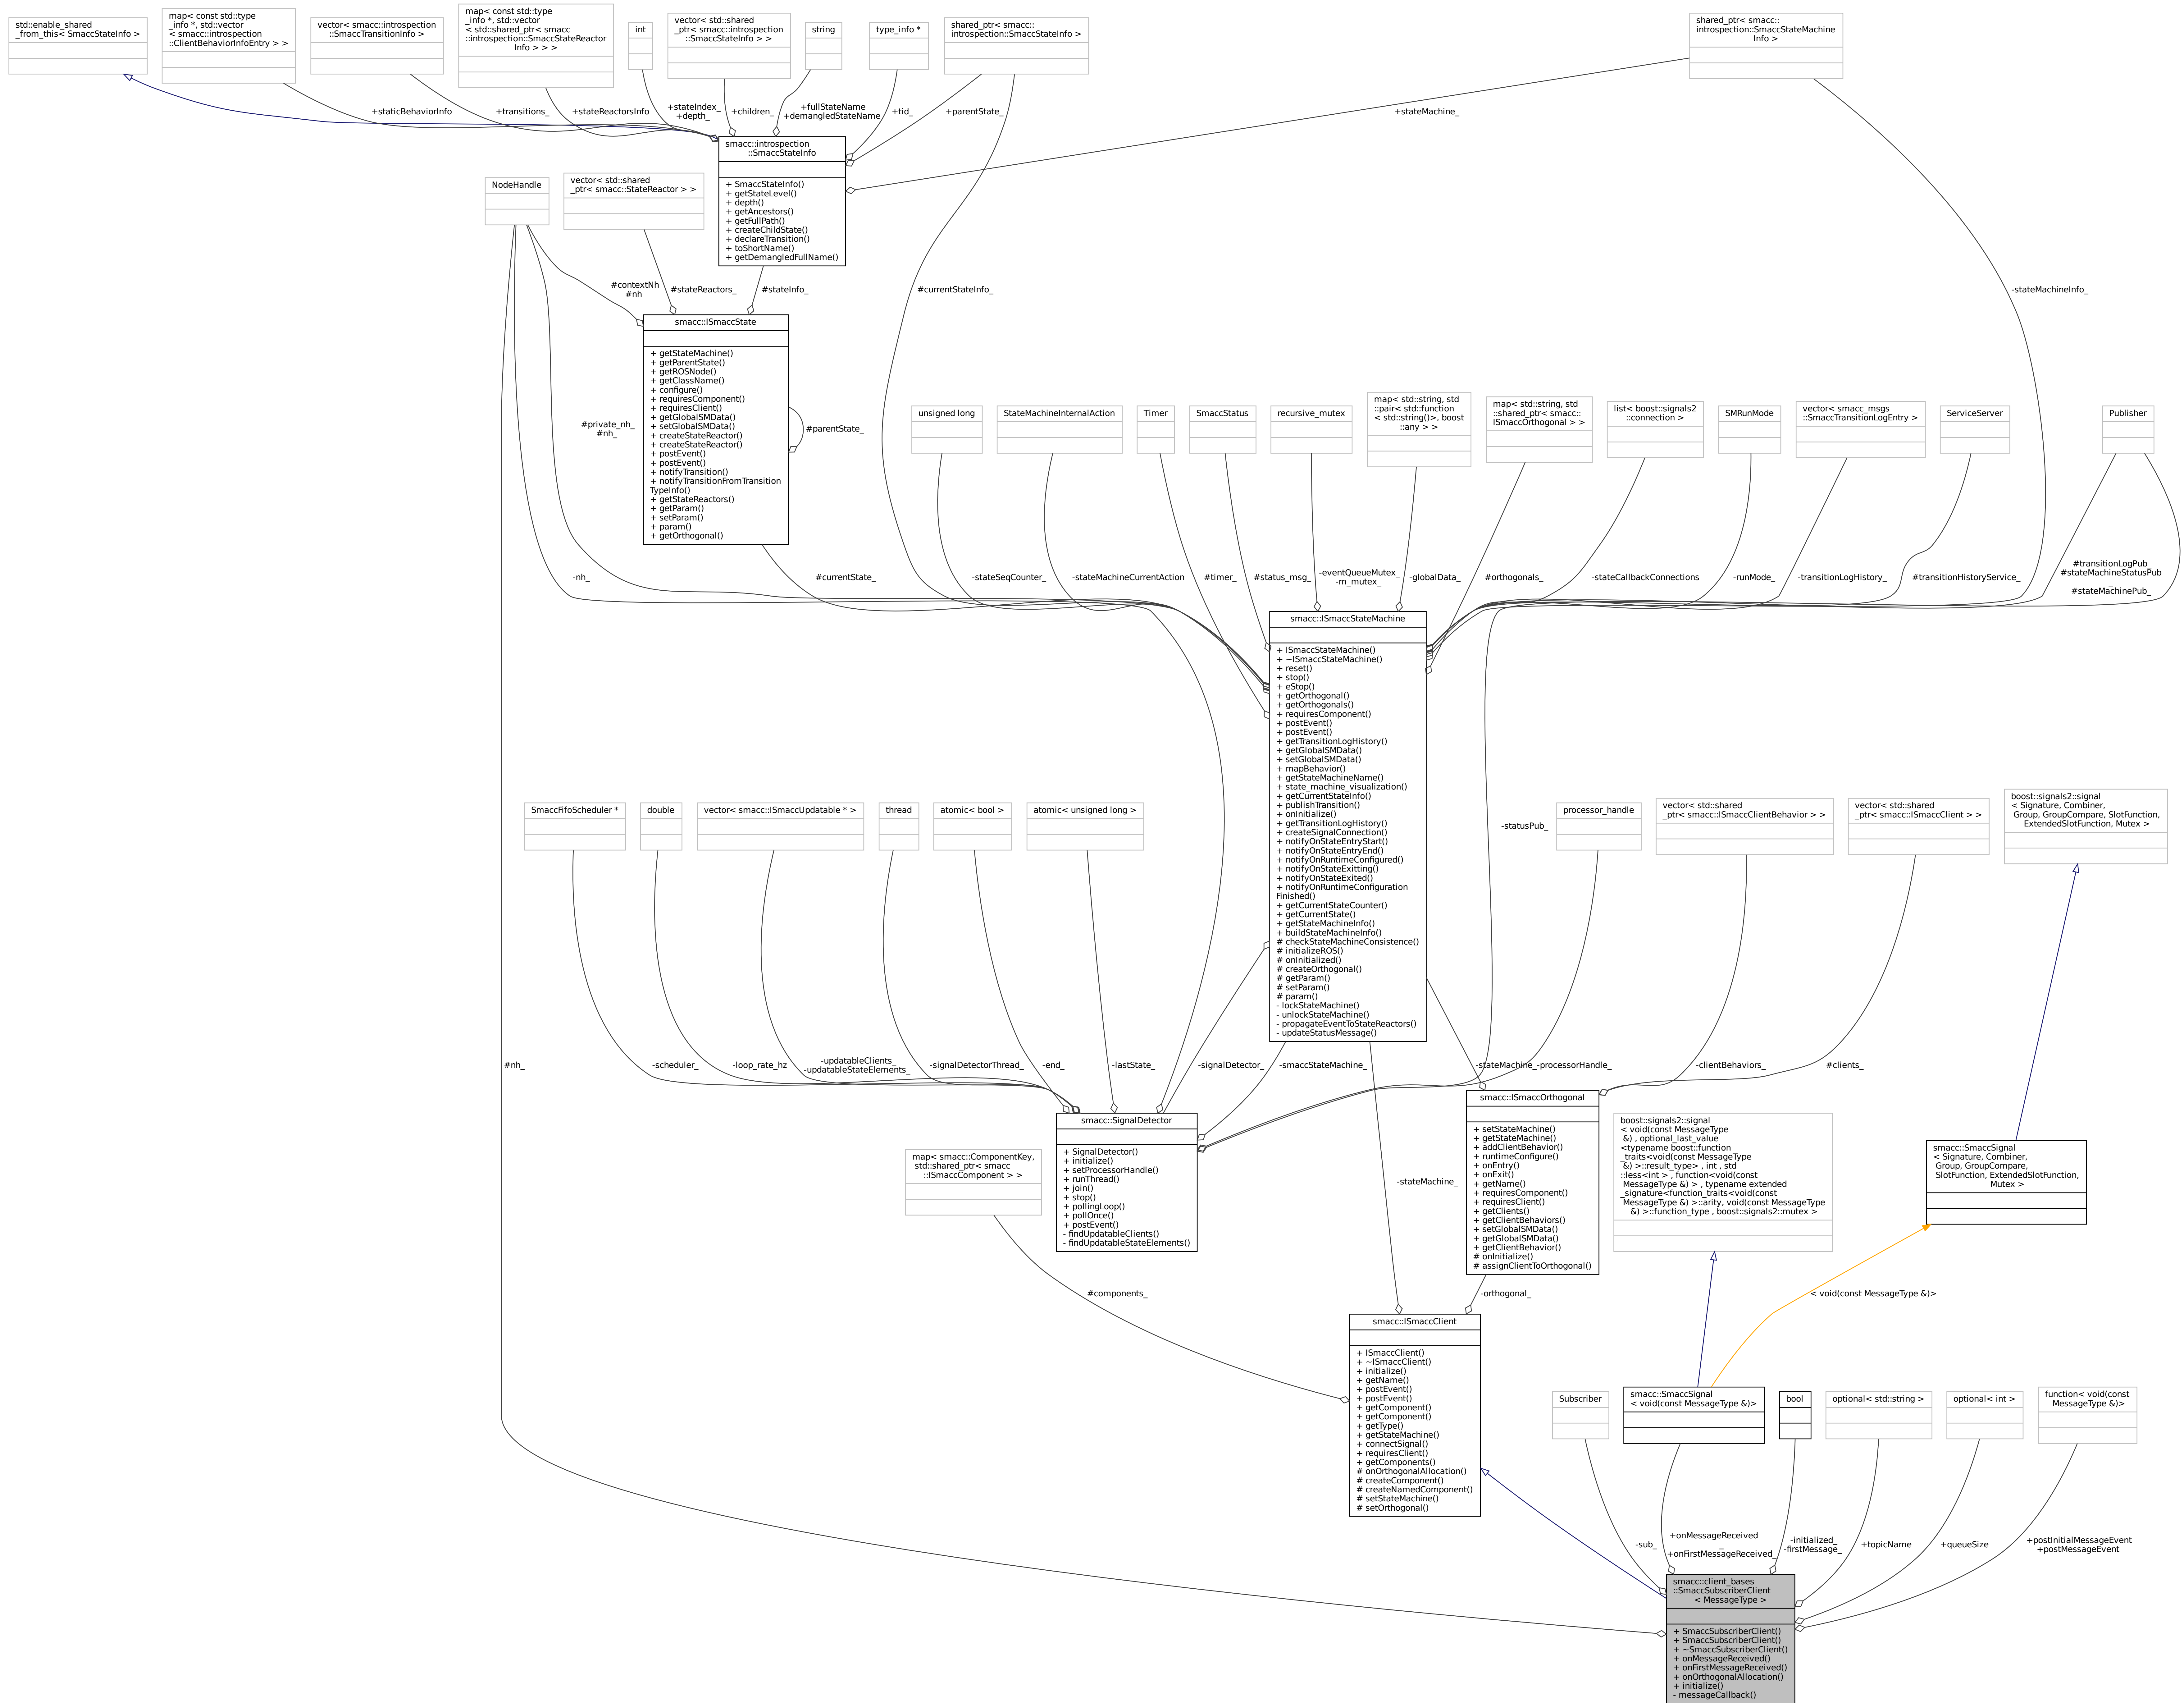 std::enable_shared
_from_this< SmaccStateInfo >
map< const std::type
_info *, std::vector
< smacc::introspection
::ClientBehaviorInfoEntry > >
vector< smacc::introspection
::SmaccTransitionInfo >
map< const std::type
_info *, std::vector
< std::shared_ptr< smacc
::introspection::SmaccStateReactor
Info > > >
int
vector< std::shared
_ptr< smacc::introspection
::SmaccStateInfo > >
string
type_info *
shared_ptr< smacc::
introspection::SmaccStateInfo >
shared_ptr< smacc::
introspection::SmaccStateMachine
Info >
+staticBehaviorInfo
+transitions_
+stateReactorsInfo
+stateIndex_
+depth_
+children_
+fullStateName
+demangledStateName
+tid_
+parentState_
+stateMachine_
smacc::introspection
::SmaccStateInfo
+ SmaccStateInfo()
+ getStateLevel()
+ depth()
+ getAncestors()
+ getFullPath()
+ createChildState()
+ declareTransition()
+ toShortName()
+ getDemangledFullName()
NodeHandle
vector< std::shared
_ptr< smacc::StateReactor > >
#contextNh
#nh
#stateReactors_
#stateInfo_
#currentStateInfo_
-stateMachineInfo_
smacc::ISmaccState
+ getStateMachine()
+ getParentState()
+ getROSNode()
+ getClassName()
+ configure()
+ requiresComponent()
+ requiresClient()
+ getGlobalSMData()
+ setGlobalSMData()
+ createStateReactor()
+ createStateReactor()
+ postEvent()
+ postEvent()
+ notifyTransition()
+ notifyTransitionFromTransition
TypeInfo()
+ getStateReactors()
+ getParam()
+ setParam()
+ param()
+ getOrthogonal()
#private_nh_
#nh_
#parentState_
unsigned long
StateMachineInternalAction
Timer
SmaccStatus
recursive_mutex
map< std::string, std
::pair< std::function
< std::string()>, boost
::any > >
map< std::string, std
::shared_ptr< smacc::
ISmaccOrthogonal > >
list< boost::signals2
::connection >
SMRunMode
vector< smacc_msgs
::SmaccTransitionLogEntry >
ServiceServer
Publisher
-nh_
#currentState_
-stateSeqCounter_
-stateMachineCurrentAction
#timer_
#status_msg_
-eventQueueMutex_
-m_mutex_
-globalData_
#orthogonals_
-stateCallbackConnections
-runMode_
-transitionLogHistory_
#transitionHistoryService_
#transitionLogPub_
#stateMachineStatusPub
_
#stateMachinePub_
smacc::ISmaccStateMachine
+ ISmaccStateMachine()
+ ~ISmaccStateMachine()
+ reset()
+ stop()
+ eStop()
+ getOrthogonal()
+ getOrthogonals()
+ requiresComponent()
+ postEvent()
+ postEvent()
+ getTransitionLogHistory()
+ getGlobalSMData()
+ setGlobalSMData()
+ mapBehavior()
+ getStateMachineName()
+ state_machine_visualization()
+ getCurrentStateInfo()
+ publishTransition()
+ onInitialize()
+ getTransitionLogHistory()
+ createSignalConnection()
+ notifyOnStateEntryStart()
+ notifyOnStateEntryEnd()
+ notifyOnRuntimeConfigured()
+ notifyOnStateExitting()
+ notifyOnStateExited()
+ notifyOnRuntimeConfiguration
Finished()
+ getCurrentStateCounter()
+ getCurrentState()
+ getStateMachineInfo()
+ buildStateMachineInfo()
# checkStateMachineConsistence()
# initializeROS()
# onInitialized()
# createOrthogonal()
# getParam()
# setParam()
# param()
- lockStateMachine()
- unlockStateMachine()
- propagateEventToStateReactors()
- updateStatusMessage()
SmaccFifoScheduler *
double
vector< smacc::ISmaccUpdatable * >
thread
atomic< bool >
atomic< unsigned long >
-statusPub_
processor_handle
vector< std::shared
_ptr< smacc::ISmaccClientBehavior > >
vector< std::shared
_ptr< smacc::ISmaccClient > >
boost::signals2::signal
< Signature, Combiner,
Group, GroupCompare, SlotFunction,
ExtendedSlotFunction, Mutex >
#nh_
-scheduler_
-loop_rate_hz
-updatableClients_
-updatableStateElements_
-signalDetectorThread_
-end_
-lastState_
-signalDetector_
-smaccStateMachine_
-stateMachine_
-processorHandle_
-clientBehaviors_
#clients_
smacc::SignalDetector
+ SignalDetector()
+ initialize()
+ setProcessorHandle()
+ runThread()
+ join()
+ stop()
+ pollingLoop()
+ pollOnce()
+ postEvent()
- findUpdatableClients()
- findUpdatableStateElements()
smacc::ISmaccOrthogonal
+ setStateMachine()
+ getStateMachine()
+ addClientBehavior()
+ runtimeConfigure()
+ onEntry()
+ onExit()
+ getName()
+ requiresComponent()
+ requiresClient()
+ getClients()
+ getClientBehaviors()
+ setGlobalSMData()
+ getGlobalSMData()
+ getClientBehavior()
# onInitialize()
# assignClientToOrthogonal()
boost::signals2::signal
< void(const MessageType
&) , optional_last_value
<typename boost::function
_traits<void(const MessageType
&) >::result_type> , int , std
::less<int > , function<void(const
MessageType &) > , typename extended
_signature<function_traits<void(const
MessageType &) >::arity, void(const MessageType
&) >::function_type , boost::signals2::mutex >
smacc::SmaccSignal
< Signature, Combiner,
Group, GroupCompare,
SlotFunction, ExtendedSlotFunction,
Mutex >
map< smacc::ComponentKey,
std::shared_ptr< smacc
::ISmaccComponent > >
-stateMachine_
#components_
-orthogonal_
< void(const MessageType &)>
smacc::ISmaccClient
+ ISmaccClient()
+ ~ISmaccClient()
+ initialize()
+ getName()
+ postEvent()
+ postEvent()
+ getComponent()
+ getComponent()
+ getType()
+ getStateMachine()
+ connectSignal()
+ requiresClient()
+ getComponents()
# onOrthogonalAllocation()
# createComponent()
# createNamedComponent()
# setStateMachine()
# setOrthogonal()
Subscriber
smacc::SmaccSignal
< void(const MessageType &)>
bool
optional< std::string >
optional< int >
function< void(const
MessageType &)>
-sub_
+onMessageReceived
_
+onFirstMessageReceived_
-initialized_
-firstMessage_
+topicName
+queueSize
+postInitialMessageEvent
+postMessageEvent
smacc::client_bases
::SmaccSubscriberClient
< MessageType >
+ SmaccSubscriberClient()
+ SmaccSubscriberClient()
+ ~SmaccSubscriberClient()
+ onMessageReceived()
+ onFirstMessageReceived()
+ onOrthogonalAllocation()
+ initialize()
- messageCallback()